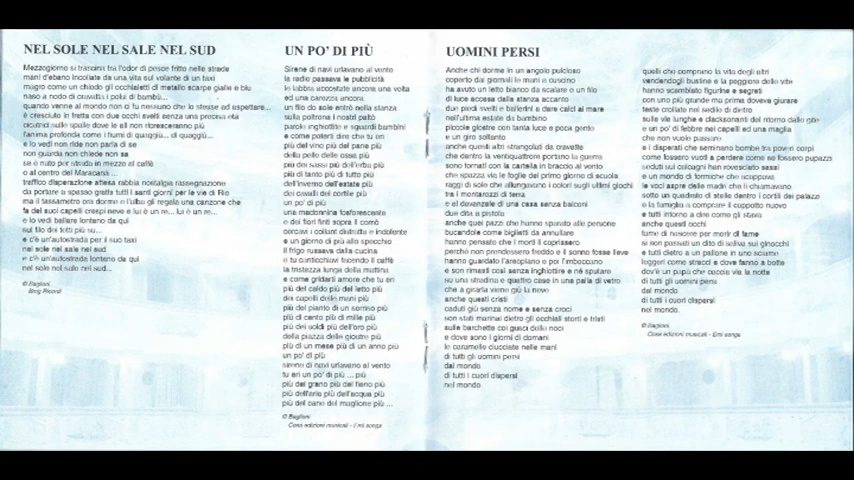 NEL SOLE NEL SALE NEL SUD
Mezzogiorno si trascina tra l'odor di pesce fritto nelle strade
mani d'ebano incollate da una vita sul volante di un taxi
magro come un chiodo gli occhialetti di metallo scarpe gialle e blu
naso a nodo di cravatta i polsi di bambù...
quando venne al mondo non ci fu nessuno che lo stesse ad aspettare...
è cresciuto in fretta con due occhi svelti senza una precisa età
cicatrici sulle spalle dove le ali non ricresceranno più
l'anima profonda come i fiumi di quaggiù... di quaggiù...
e lo vedi non ride non parla di se
non guarda non chiede non sa
se è nato per strada in mezzo al caffè
o al centro del Maracanà ...
traffico disperazione attesa rabbia nostalgia rassegnazione
da portare a spasso gratis tutti i santi giorni per le vie di Rio
ma il tassametro ora dorme e l'alba gli regala una canzone che
fa dei suoi capelli crespi neve e lui è un re... lui è un re...
e lo vedi ballare lontano da qui
sul filo dei tetti più su...
e c'è un'autostrada per il suo taxi
nel sole nel sale nel sud
e c'è un'autostrada lontano da qui
nel sole nel sale nel sud...
© Baglioni
Bmg Ricordi
UN PO' DI PIÙ
Sirene di navi urlavano al vento
la radio passava le pubblicità
le labbra accostate ancora una volta
ed una carezza ancora
un filo do sole entrò nella stanza
sulla poltrona i nostri paltò
parole inghiottite e sguardi bambini
e come poterti dire che tu eri
più del vino più del pane più
della pelle delle ossa più
più dei sassi più dell'erba più
più di tanto più di tutto più
dell'inverno dell'estate più
dei cavalli del cortile più
un po' di più
una madonnina fosforescente
e dei fiori finti sopra il comò
cercavi i collant distratta e indolente
e un giorno di più allo specchio
il frigo russava dalla cucina
e tu canticchiavi facendo il caffè
la tristezza lunga della mattina
e come gridarti amore che tu eri
più del caldo più del letto più
dei capelli delle mani più
più del pianto di un sorriso più
più di cento più di mille più
più dei soldi più dell'oro più
della piazza delle giostre più
più di un mese più di un anno più
un po' di più
sirene di navi urlavano al vento
tu eri un po' di più ... più
più del grano più del fieno più
più dell'aria più dell'acqua più
più del cane del maglione più ...
© Baglioni
Case edizioni musicali - Emi songs
UOMINI PERSI
Anche chi dorme in un angolo pulcioso
coperto dai giornali le mani a cuscino
ha avuto un letto bianco da scalare e un filo
di luce accesa dalla stanza accanto
due piedi svelti e ballerini a dare calci al mare
nell'ultima estate da bambino
piccole giostre con tanta luce e poca gente
e un giro soltanto
anche questi altri strangolati da cravatte
che dentro la ventiquattrore portano la guerra
sono tornati con la cartella in braccio al vento
che spazza via le foglie del primo giorno di scuola
raggi di sole che allungavano i colori sugli ultimi giochi
tra i montarozzi di terra
e al davanzale di una casa senza balconi
due dita a pistola
anche quei pazzi che hanno sparato alle persone
bucandole come biglietti da annullare
hanno pensato che i morti li coprissero
perché non prendessero freddo e il sonno fosse lieve
hanno guardato l'aeroplano e poi l'imboccano
e son rimasti così senza inghiottire e né sputare
su una stradina e quattro case in una palla di vetro
che a girarla viene giù la neve
anche questi cristi
caduti giù senza nome e senza croci
son stati marinai dietro gli occhiali storti e tristi
sulle barchette coi gusci della noci
e dove sono i giorni di domani
le caramelle ciucciate nelle mani
di tutti gli uomini persi
dal mondo
di tutti i cuori dispersi
nel mondo
quelli che comprano la vita degli altri
vendendogli bustine e la peggiore delle vite
hanno scambiato figurine e segreti
con uno più grande ma prima doveva giurare
teste crollate nel sedile di dietro
sulle vie lunghe e clacksonanti del ritorno dalle gite
e un po' di febbre nei capelli ed una maglia
che non vuole passare
e i disperati che seminano bombe tra poveri corpi
come fossero vuoti a perdere come se fossero pupazzi
seduti sui calcagni han rovesciato sassi
e un mondo di formiche che scappava
le voci aspre delle madri che li chiamavano
sotto un quadrato di stelle dentro i cortili dei palazzi
e la famiglia a comprare il cappotto nuovo
e tutti intorno a dire come gli stava
anche questi occhi
fame di nascere per morir di fame
si son passati un dito di saliva sui ginocchi
e tutti dietro a un pallone in uno sciame
leggeri come stracci e dove fanno a botte
dov'è un papà che caccia via la notte
di tutti gli uomini persi
dal mondo
di tutti i cuori dispersi
nel mondo.
© Baglioni
Case edizioni musicali - Emi songs